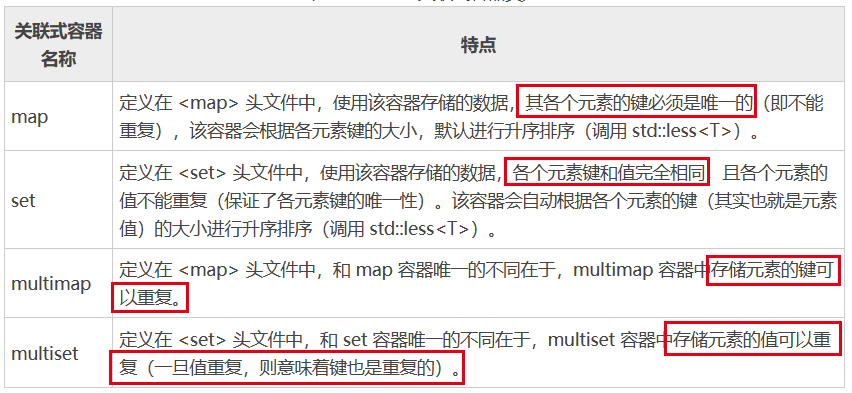 关联式容器
名称
特点
map
定义在 <map> 头文件中，使用该容器存储的数据，其各个元素的键必须是唯一的（即不能
重复），该容器会根据各元素键的大小，默认进行升序排序（调用 std::less<T>）。
set
定义在 <set> 头文件中，使用该容器存储的数据，各个元素键和值完全相同 且各个元素的
值不能重复（保证了各元素键的唯一性）。该容器会自动根据各个元素的键（其实也就是元素
值）的大小进行升序排序（调用 std::less<T>）。
multimap
定义在 <map> 头文件中，和 map 容器唯一的不同在于，multimap 容器中存储元素的键可
以重复。
multiset
定义在 <set> 头文件中，和 set 容器唯一的不同在于，multiset 容器中存储元素的值可以重
复（一旦值重复，则意味着键也是重复的）。